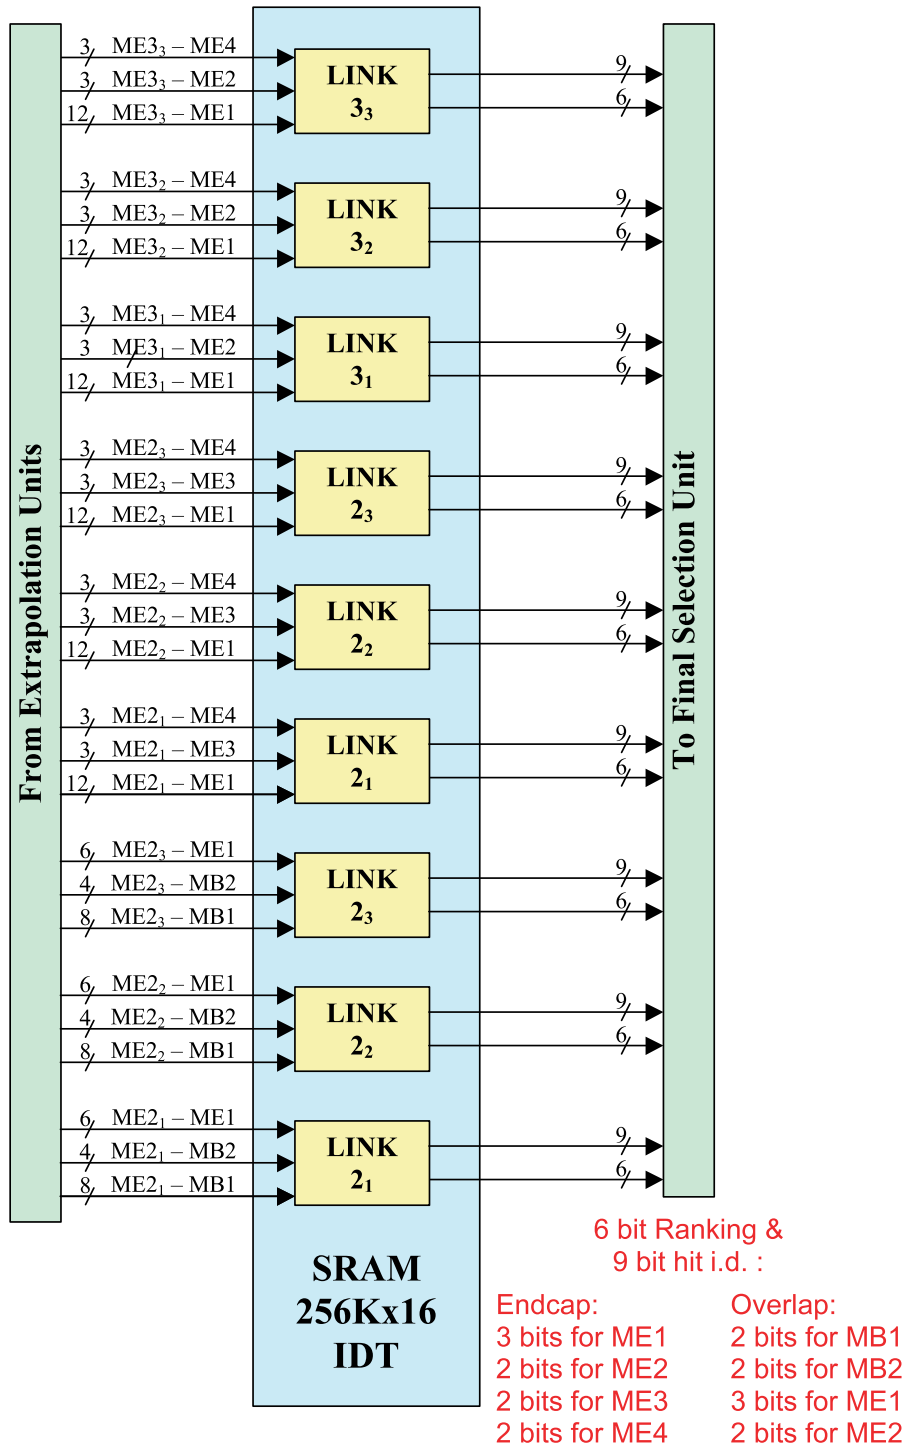 From Extrapolation Units
3 ME3₃ – ME4
3 ME3₃ – ME2
12 ME3₃ – ME1
LINK
3₃
9
6
3 ME3₂ – ME4
3 ME3₂ – ME2
12 ME3₂ – ME1
LINK
3₂
9
6
3 ME3₁ – ME4
3 ME3₁ – ME2
12 ME3₁ – ME1
LINK
3₁
9
6
3 ME2₃ – ME4
3 ME2₃ – ME3
12 ME2₃ – ME1
LINK
2₃
9
6
3 ME2₂ – ME4
3 ME2₂ – ME3
12 ME2₂ – ME1
LINK
2₂
9
6
3 ME2₁ – ME4
3 ME2₁ – ME3
12 ME2₁ – ME1
LINK
2₁
9
6
6 ME2₃ – ME1
4 ME2₃ – MB2
8 ME2₃ – MB1
LINK
2₃
9
6
6 ME2₂ – ME1
4 ME2₂ – MB2
8 ME2₂ – MB1
LINK
2₂
9
6
6 ME2₁ – ME1
4 ME2₁ – MB2
8 ME2₁ – MB1
LINK
2₁
9
6
To Final Selection Unit
SRAM
256Kx16
IDT
6 bit Ranking &
9 bit hit i.d. :
Endcap:
3 bits for ME1
2 bits for ME2
2 bits for ME3
2 bits for ME4
Overlap:
2 bits for MB1
2 bits for MB2
3 bits for ME1
2 bits for ME2